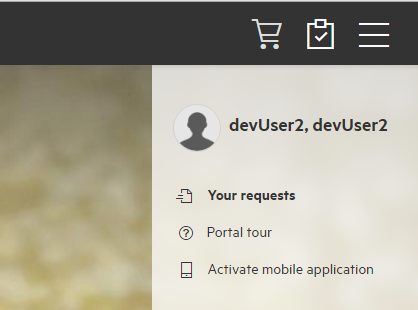 devUser2, devUser2
Your requests
Portal tour
Activate mobile application